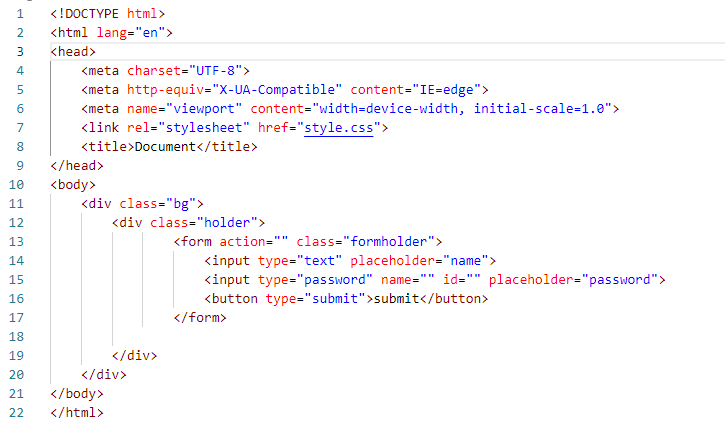 1 <!DOCTYPE html>
2 <html lang="en">
3 <head>
4     <meta charset="UTF-8">
5     <meta http-equiv="X-UA-Compatible" content="IE=edge">
6     <meta name="viewport" content="width=device-width, initial-scale=1.0">
7     <link rel="stylesheet" href="style.css">
8     <title>Document</title>
9 </head>
10 <body>
11     <div class="bg">
12         <div class="holder">
13                 <form action="" class="formholder">
14                     <input type="text" placeholder="name">
15                     <input type="password" name="" id="" placeholder="password">
16                     <button type="submit">submit</button>
17                 </form>
18
19         </div>
20     </div>
21 </body>
22 </html>